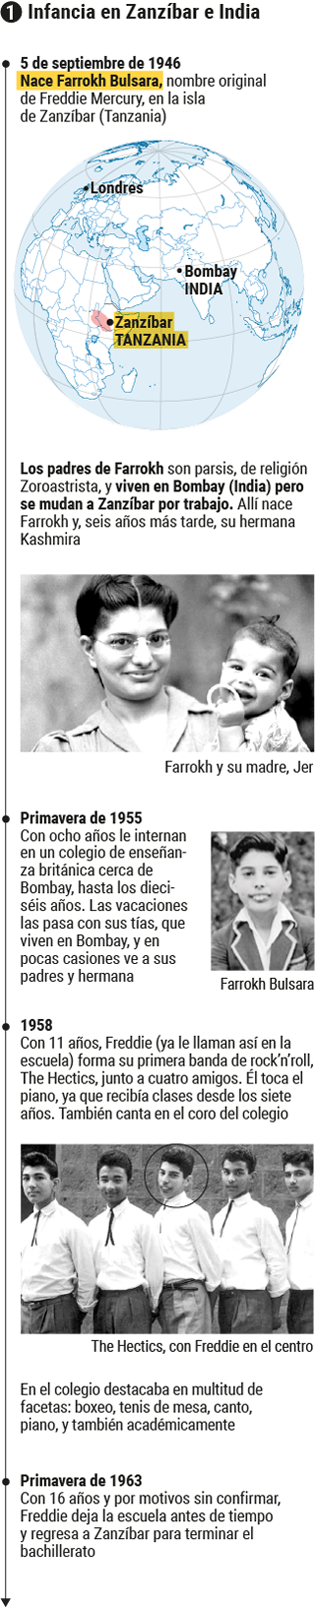 1 Infancia en Zanzíbar e India
5 de septiembre de 1946
Nace Farrokh Bulsara, nombre original
de Freddie Mercury, en la isla
de Zanzíbar (Tanzania)
Londres
Bombay
INDIA
Zanzíbar
TANZANIA
Los padres de Farrokh son parsis, de religión
Zoroastrista, y viven en Bombay (India) pero
se mudan a Zanzíbar por trabajo. Allí nace
Farrokh y, seis años más tarde, su hermana
Kashmira
Farrokh y su madre, Jer
Primavera de 1955
Con ocho años le internan
en un colegio de enseñan-
za británica cerca de
Bombay, hasta los dieci-
séis años. Las vacaciones
las pasa con sus tías, que
viven en Bombay, y en
pocas casiones ve a sus
padres y hermana
Farrokh Bulsara
1958
Con 11 años, Freddie (ya le llaman así en la
escuela) forma su primera banda de rock’n’roll,
The Hectics, junto a cuatro amigos. Él toca el
piano, ya que recibía clases desde los siete
años. También canta en el coro del colegio
The Hectics, con Freddie en el centro
En el colegio destacaba en multitud de
facetas: boxeo, tenis de mesa, canto,
piano, y también académicamente
Primavera de 1963
Con 16 años y por motivos sin confirmar,
Freddie deja la escuela antes de tiempo
y regresa a Zanzíbar para terminar el
bachillerato